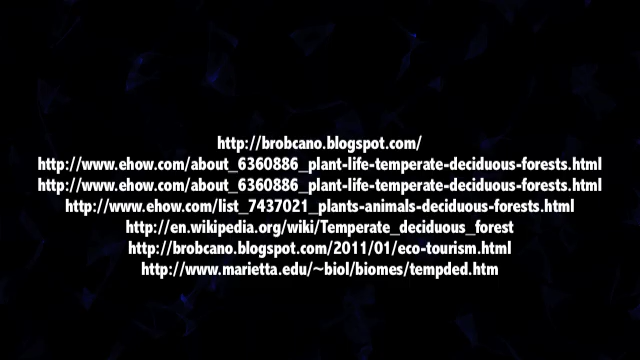 http://brobcano.blogspot.com/
http://www.ehow.com/about_6360886_plant-life-temperate-deciduous-forests.html
http://www.ehow.com/about_6360886_plant-life-temperate-deciduous-forests.html
http://www.ehow.com/list_7437021_plants-animals-deciduous-forests.html
http://en.wikipedia.org/wiki/Temperate_deciduous_forest
http://brobcano.blogspot.com/2011/01/eco-tourism.html
http://www.marietta.edu/~biol/biomes/tempded.htm